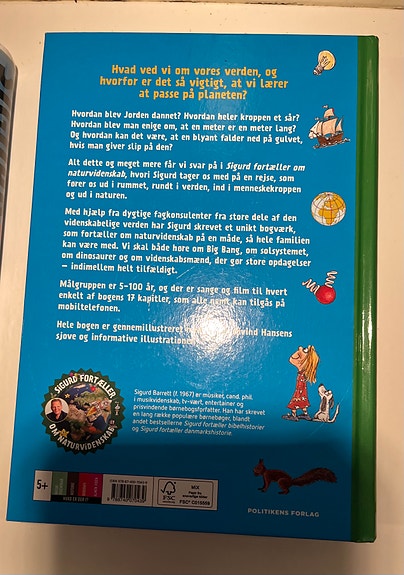 Hvad ved vi om vores verden, og
hvorfor er det så vigtigt, at vi lærer
at passe på planeten?
Hvordan blev Jorden dannet? Hvordan heler kroppen et sår?
Hvordan blev man enige om, at en meter er en meter lang?
Og hvordan kan det være, at en blyant falder ned på gulvet,
hvis man giver slip på den?
Alt dette og meget mere får vi svar på i Sigurd fortæller om
naturvidenskab, hvori Sigurd tager os med på en rejse, som
fører os ud i rummet, rundt i verden, ind i menneskekroppen
og ud i naturen.
Med hjælp fra dygtige fagkonsulenter fra store dele af den
videnskabelige verden har Sigurd skrevet et unikt bogværk,
som fortæller om naturvidenskab på en måde, så hele familien
kan være med. Vi skal både høre om Big Bang, om solsystemet,
om dinosaurer og om videnskabsmænd, der gør store opdagelser
– indimellem helt tilfældigt.
Målgruppen er 5-100 år, og der er sange og film til hvert
enkelt af bogens 17 kapitler, som alle nemt kan tilgås på
mobiltelefonen.
Hele bogen er gennemillustreret Hansens
sjove og informative illustrationer
SIGURD FORTÆLLER
OM NATURVIDENSKAB
Sigurd Barrett (f. 1967) er musiker, cand. phil.
i musikvidenskab, tv-vært, entertainer og
prisvindende børnebogsforfatter. Han har skrevet
en lang række populære børnebøger, blandt
andet bestsellerne Sigurd fortæller bibelhistorier
og Sigurd fortæller danmarkshistorie.
5+
FSC
MIX
POLITIKENS FORLAG